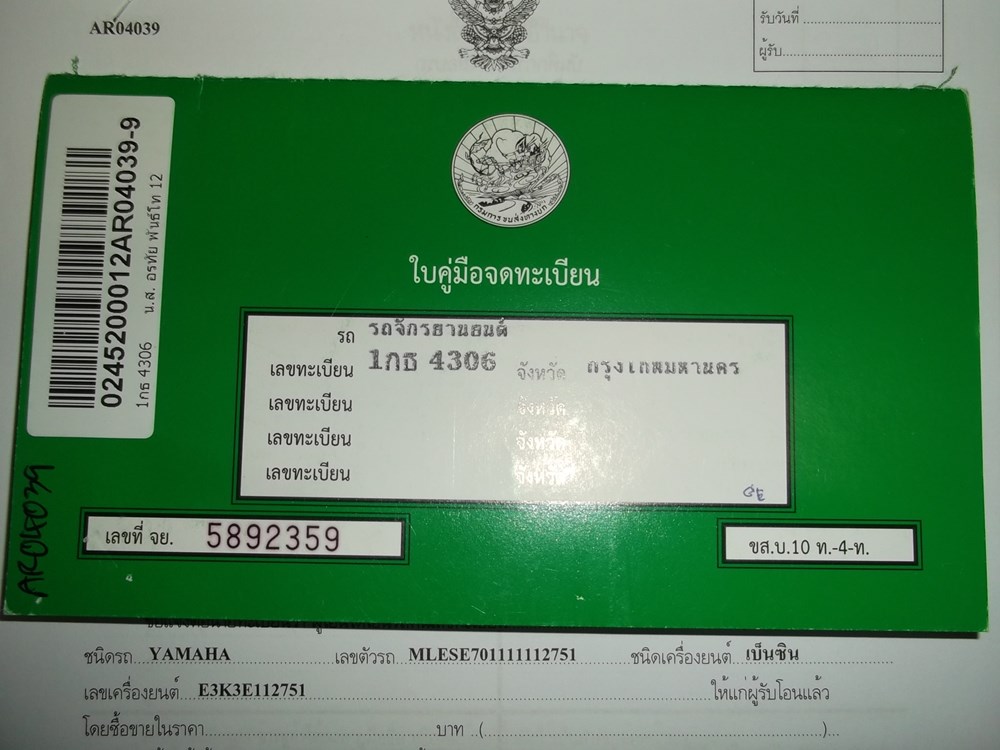 AR04039
รับวันที่
ผู้รับ
024520012AR04039-9
1กธ 4306 น.ส. อรทัย พันธ์โท 12
AR04039
กรมการขนส่งทางบก
ใบคู่มือจดทะเบียน
รถ รถจักรยานยนต์
เลขทะเบียน 1กธ 4306 จังหวัด กรุงเทพมหานคร
เลขทะเบียน จังหวัด
เลขทะเบียน จังหวัด
เลขทะเบียน จังหวัด
เลขที่ จย. 5892359
ขส.บ.10 ท.-4-ท.
ชนิดรถ YAMAHA เลขตัวรถ MLESE701111112751 ชนิดเครื่องยนต์ เบ็นซิน
เลขเครื่องยนต์ E3K3E112751 ให้แก่ผู้รับโอนแล้ว
โดยซื้อขายในราคา บาท ( )